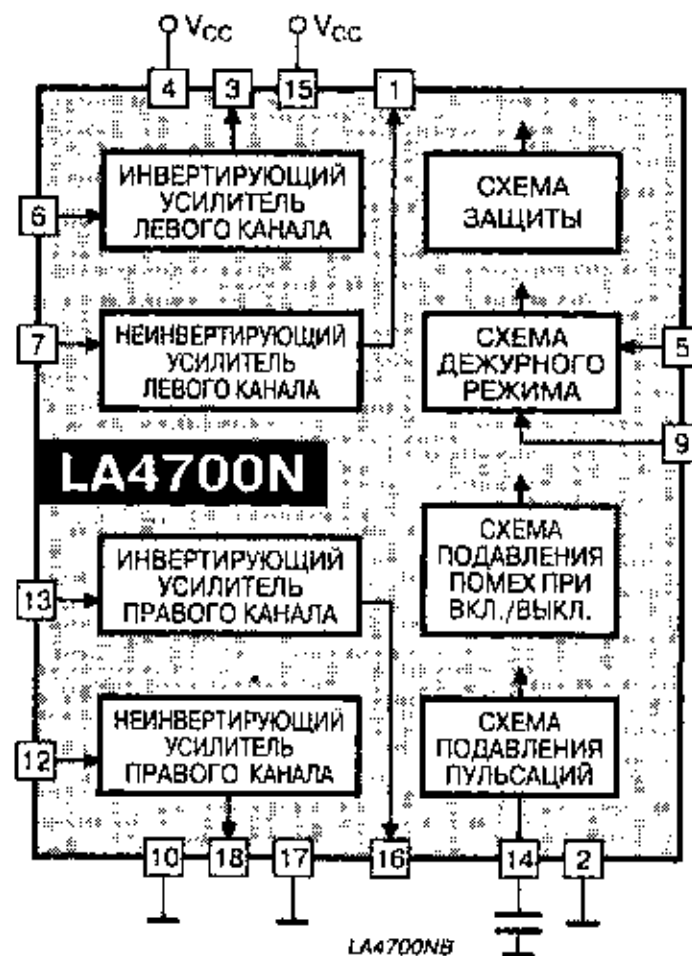 VCC VCC
4 3 15 1
ИНВЕРТИРУЮЩИЙ
УСИЛИТЕЛЬ
ЛЕВОГО КАНАЛА
СХЕМА
ЗАЩИТЫ
6
НЕИНВЕРТИРУЮЩИЙ
УСИЛИТЕЛЬ
ЛЕВОГО КАНАЛА
СХЕМА
ДЕЖУРНОГО
РЕЖИМА
7
5
9
LA4700N
ИНВЕРТИРУЮЩИЙ
УСИЛИТЕЛЬ
ПРАВОГО КАНАЛА
СХЕМА
ПОДАВЛЕНИЯ
ПОМЕХ ПРИ
ВКЛ./ВЫКЛ.
13
НЕИНВЕРТИРУЮЩИЙ
УСИЛИТЕЛЬ
ПРАВОГО КАНАЛА
СХЕМА
ПОДАВЛЕНИЯ
ПУЛЬСАЦИЙ
12
10 18 17 16 14 2
LA4700NB